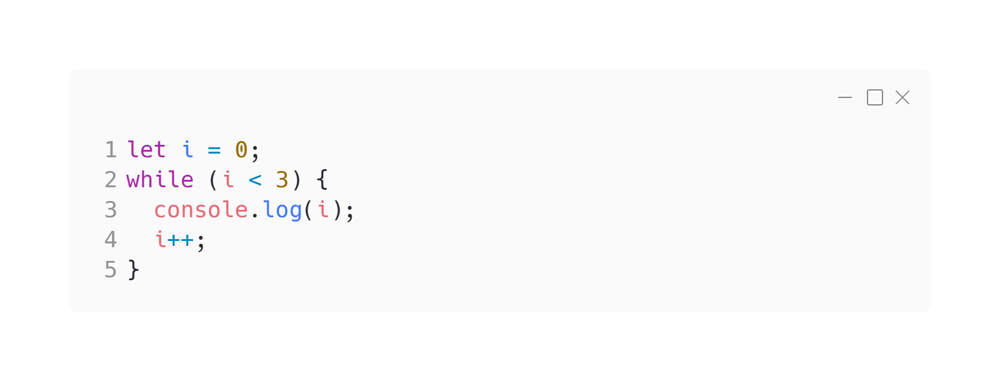 1 let i = 0;
2 while (i < 3) {
3   console.log(i);
4   i++;
5 }